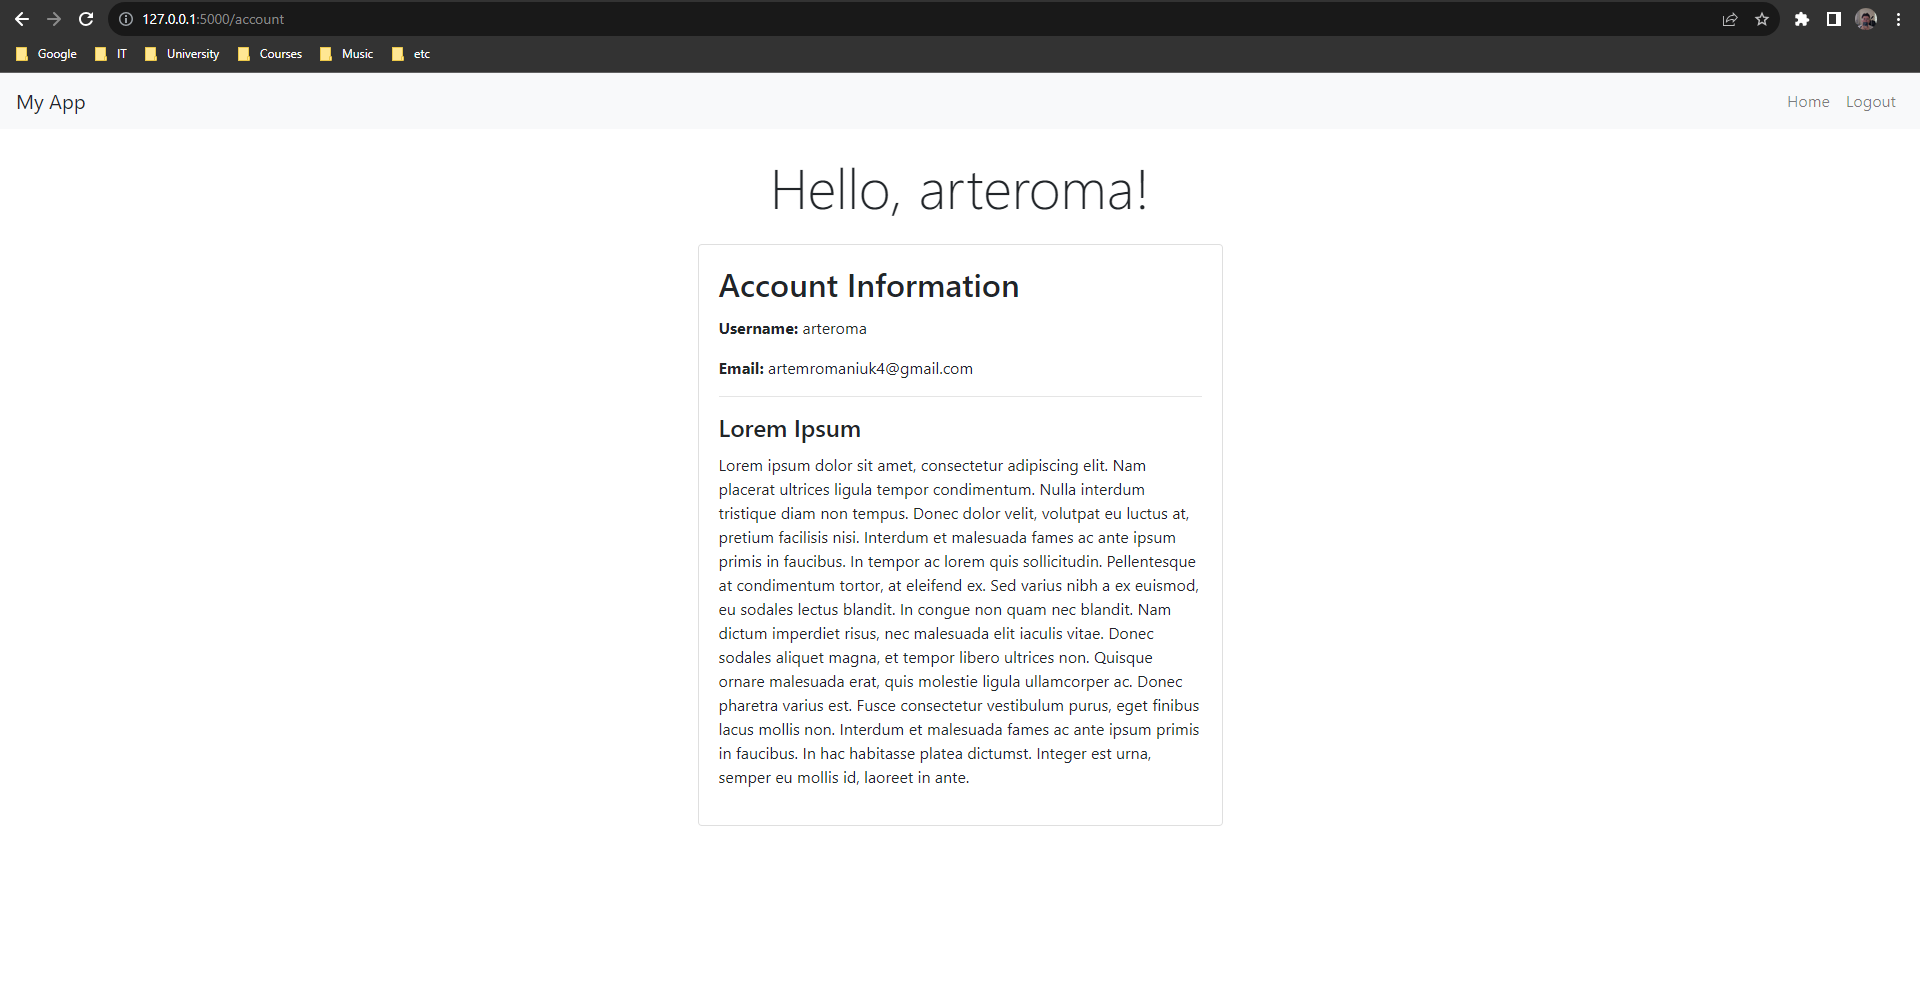 127.0.0.1:5000/account
Google IT University Courses Music etc
My App Home Logout
Hello, arteroma!
Account Information
Username: arteroma
Email: artemromaniuk4@gmail.com
Lorem Ipsum
Lorem ipsum dolor sit amet, consectetur adipiscing elit. Nam
placerat ultrices ligula tempor condimentum. Nulla interdum
tristique diam non tempus. Donec dolor velit, volutpat eu luctus at,
pretium facilisis nisi. Interdum et malesuada fames ac ante ipsum
primis in faucibus. In tempor ac lorem quis sollicitudin. Pellentesque
at condimentum tortor, at eleifend ex. Sed varius nibh a ex euismod,
eu sodales lectus blandit. In congue non quam nec blandit. Nam
dictum imperdiet risus, nec malesuada elit iaculis vitae. Donec
sodales aliquet magna, et tempor libero ultrices non. Quisque
ornare malesuada erat, quis molestie ligula ullamcorper ac. Donec
pharetra varius est. Fusce consectetur vestibulum purus, eget finibus
lacus mollis non. Interdum et malesuada fames ac ante ipsum primis
in faucibus. In hac habitasse platea dictumst. Integer est urna,
semper eu mollis id, laoreet in ante.